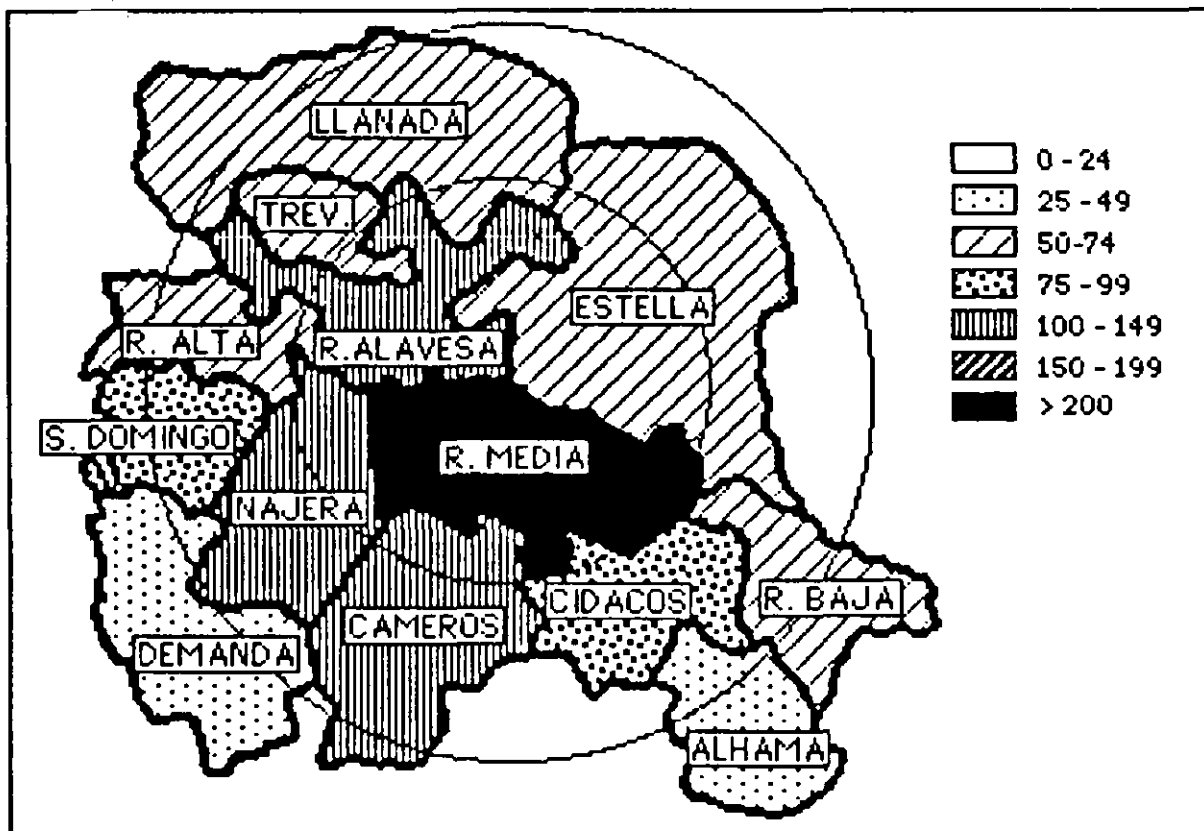 LLANADA
TREV.
ESTELLA
R. ALTA
R.ALAVESA
S. DOMINGO
R. MEDIA
NAJERA
CIDACOS
R. BAJA
CAMEROS
DEMANDA
ALHAMA
0 - 24
25 - 49
50 - 74
75 - 99
100 - 149
150 - 199
> 200